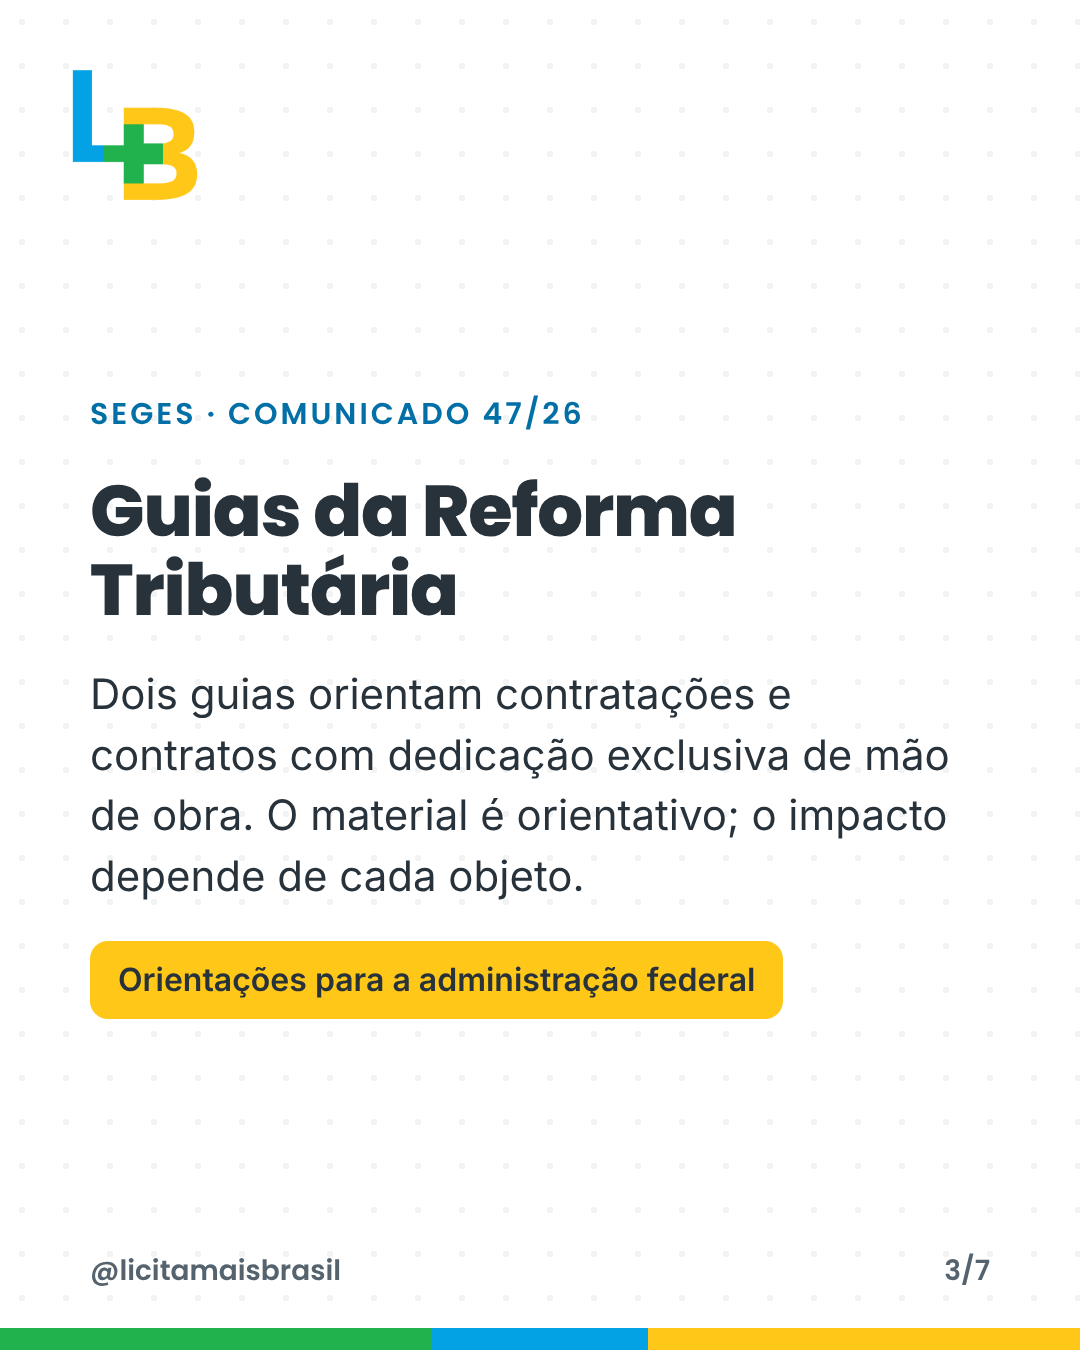 L+B
SEGES · COMUNICADO 47/26
Guias da Reforma
Tributária
Dois guias orientam contratações e
contratos com dedicação exclusiva de mão
de obra. O material é orientativo; o impacto
depende de cada objeto.
Orientações para a administração federal
@licitamaisbrasil
3/7